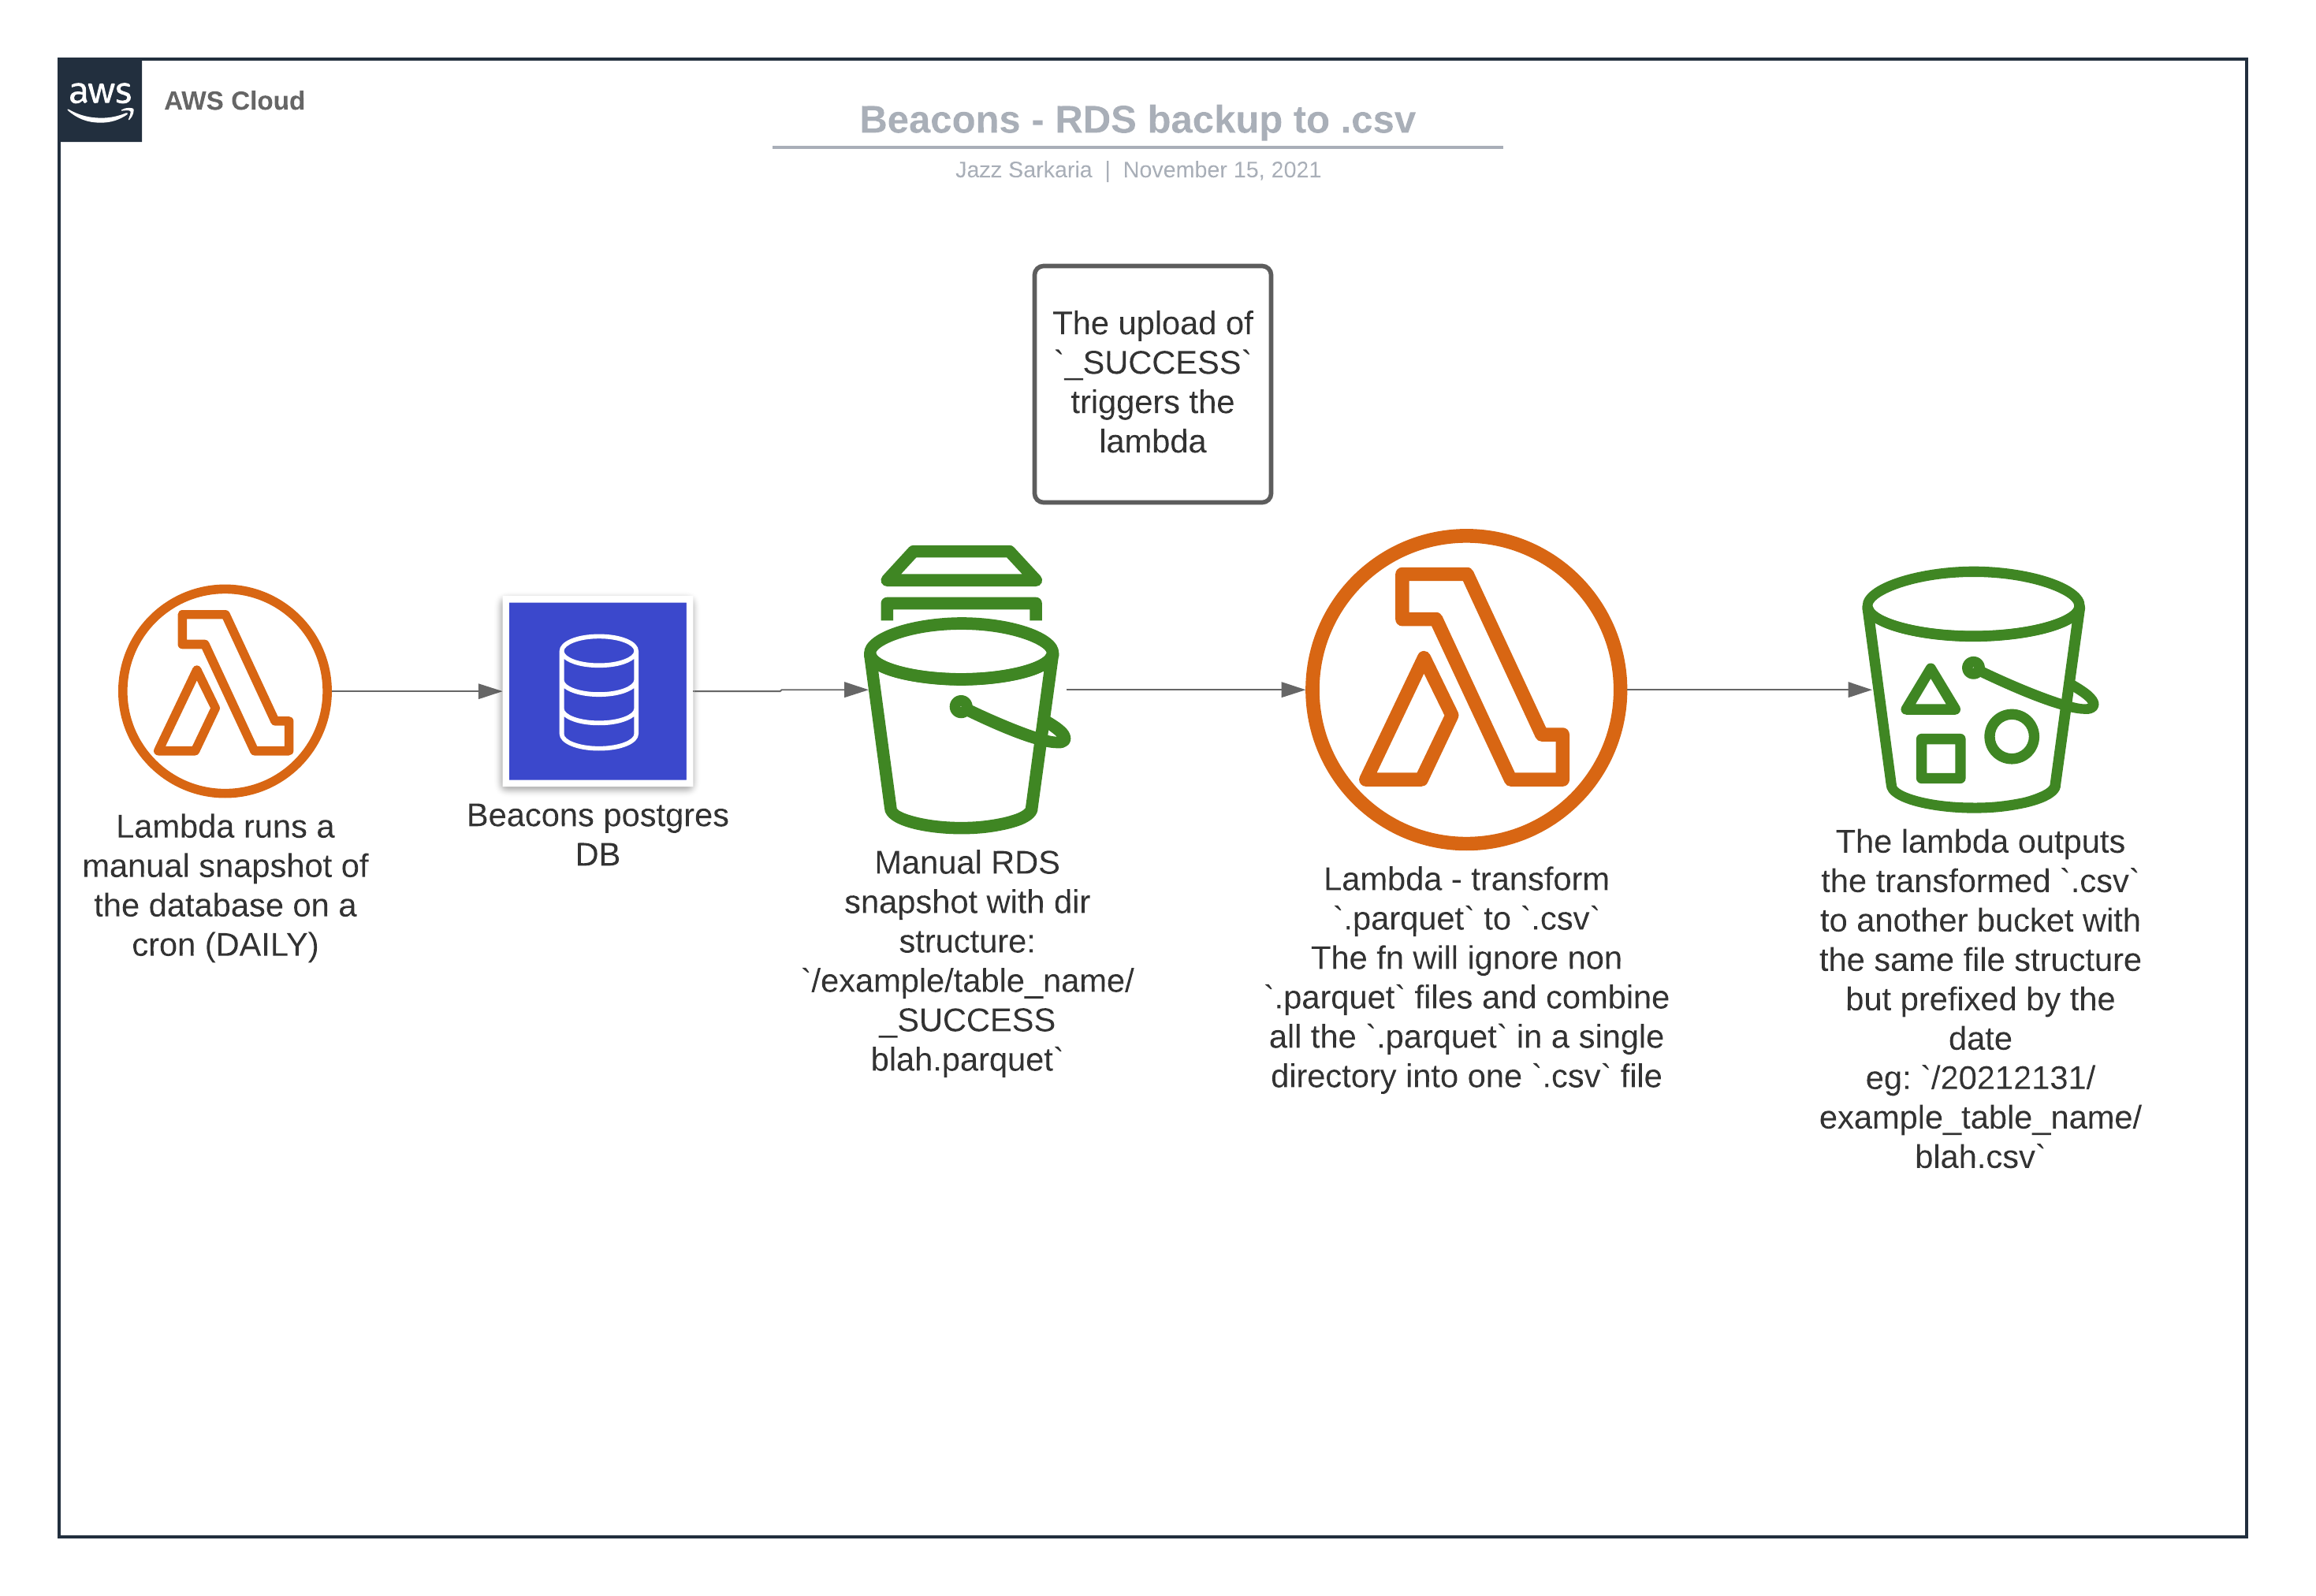 aws
AWS Cloud
Beacons - RDS backup to .csv
Jazz Sarkaria | November 15, 2021
The upload of
`_SUCCESS`
triggers the
lambda
Lambda runs a
manual snapshot of
the database on a
cron (DAILY)
Beacons postgres
DB
Manual RDS
snapshot with dir
structure:
`/example/table_name/
_SUCCESS
blah.parquet`
Lambda - transform
`.parquet` to `.csv`
The fn will ignore non
`.parquet` files and combine
all the `.parquet` in a single
directory into one `.csv` file
The lambda outputs
the transformed `.csv`
to another bucket with
the same file structure
but prefixed by the
date
eg: `/20212131/
example_table_name/
blah.csv`